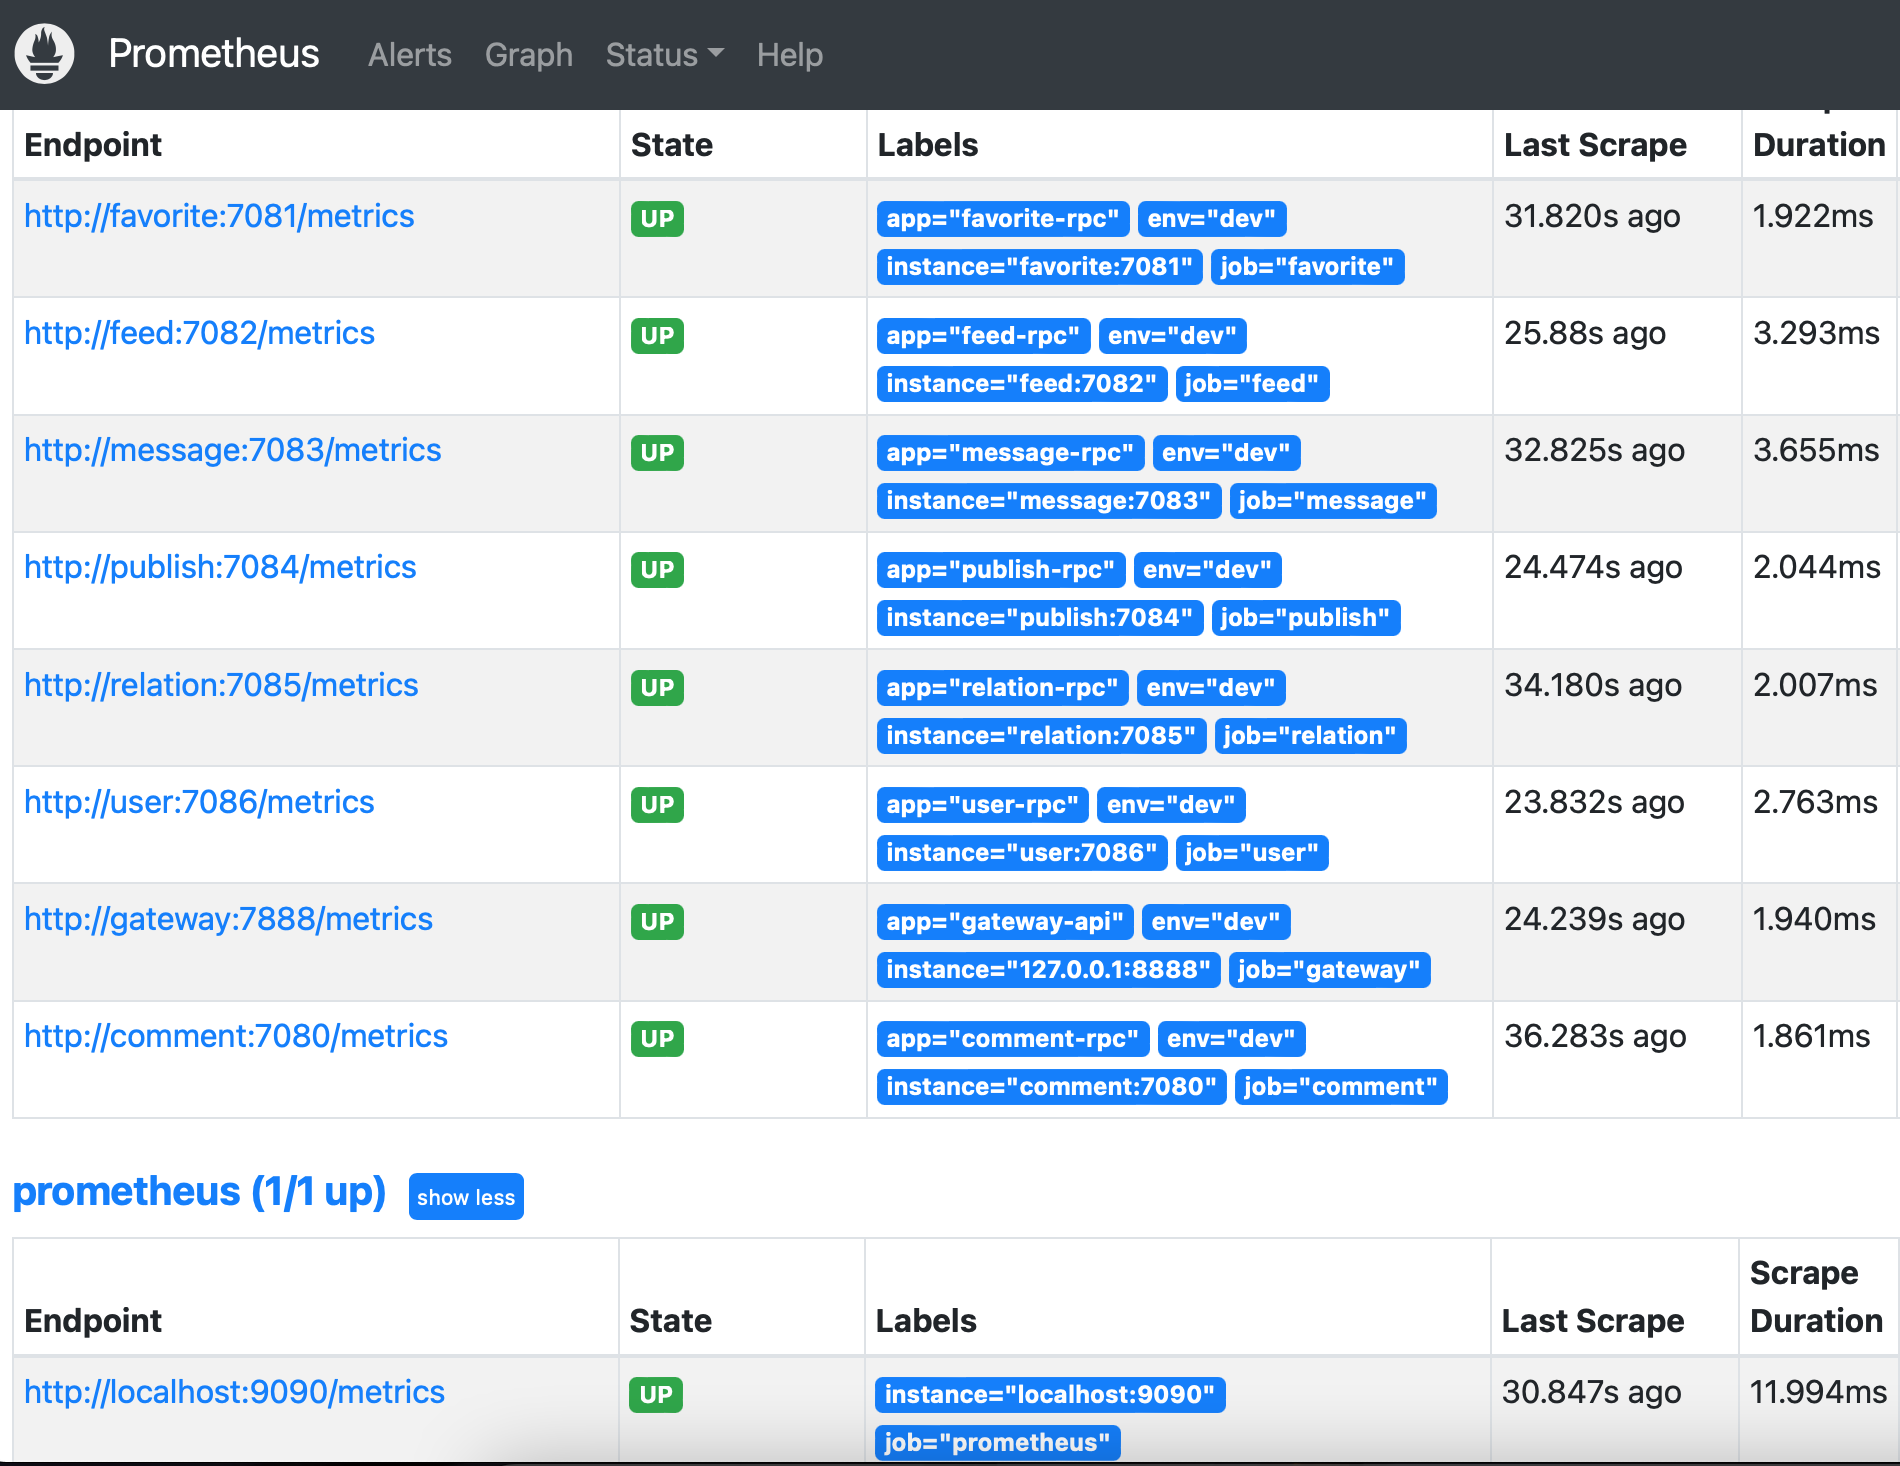 Prometheus Alerts Graph Status Help
Endpoint State Labels Last Scrape Duration
http://favorite:7081/metrics UP app="favorite-rpc" env="dev" 31.820s ago 1.922ms
instance="favorite:7081" job="favorite"
http://feed:7082/metrics UP app="feed-rpc" env="dev" 25.88s ago 3.293ms
instance="feed:7082" job="feed"
http://message:7083/metrics UP app="message-rpc" env="dev" 32.825s ago 3.655ms
instance="message:7083" job="message"
http://publish:7084/metrics UP app="publish-rpc" env="dev" 24.474s ago 2.044ms
instance="publish:7084" job="publish"
http://relation:7085/metrics UP app="relation-rpc" env="dev" 34.180s ago 2.007ms
instance="relation:7085" job="relation"
http://user:7086/metrics UP app="user-rpc" env="dev" 23.832s ago 2.763ms
instance="user:7086" job="user"
http://gateway:7888/metrics UP app="gateway-api" env="dev" 24.239s ago 1.940ms
instance="127.0.0.1:8888" job="gateway"
http://comment:7080/metrics UP app="comment-rpc" env="dev" 36.283s ago 1.861ms
instance="comment:7080" job="comment"
prometheus (1/1 up) show less
Scrape
Endpoint State Labels Last Scrape Duration
http://localhost:9090/metrics UP instance="localhost:9090" 30.847s ago 11.994ms
job="prometheus"